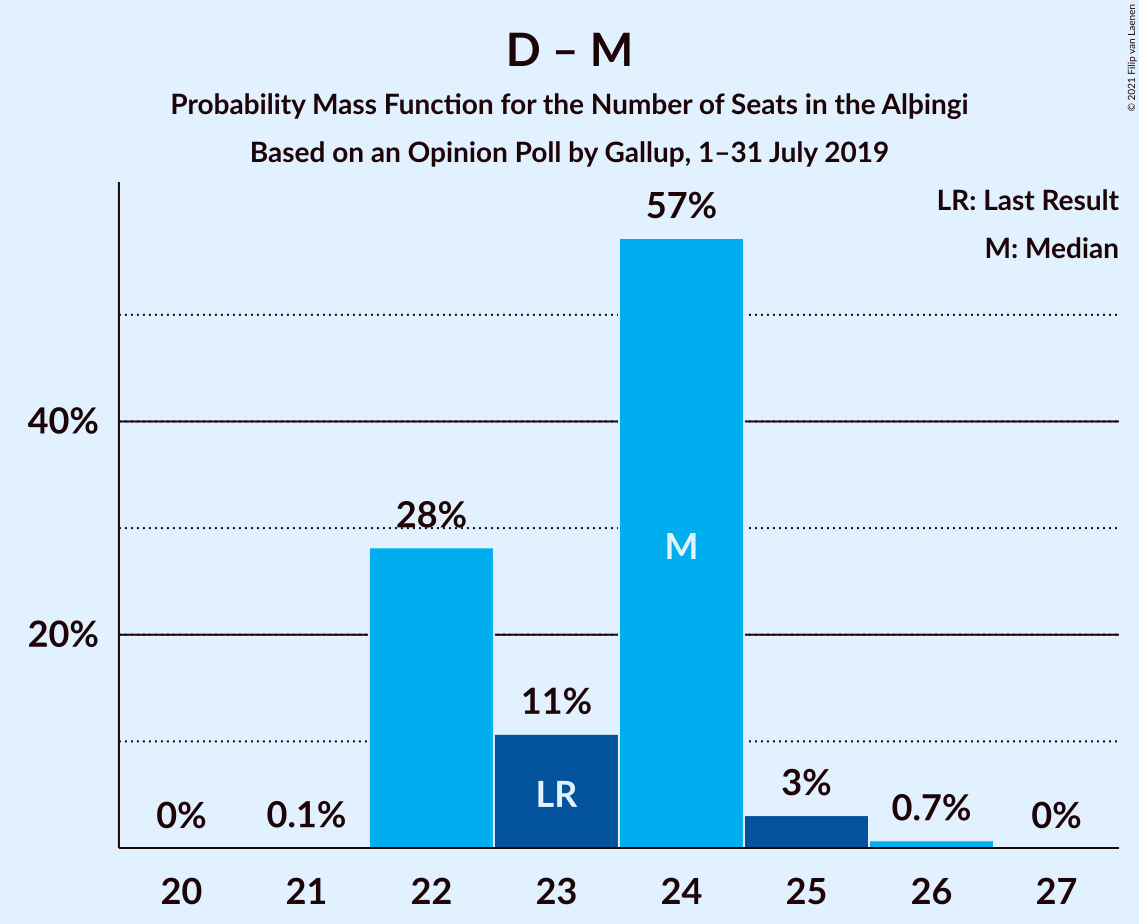 D – M
Probability Mass Function for the Number of Seats in the Alþingi
Based on an Opinion Poll by Gallup, 1–31 July 2019
© 2021 Filip van Laenen
LR: Last Result
M: Median
57%
40%
28%
M
20%
11%
LR
3%
0%
0.1%
0.7%
0%
20 21 22 23 24 25 26 27